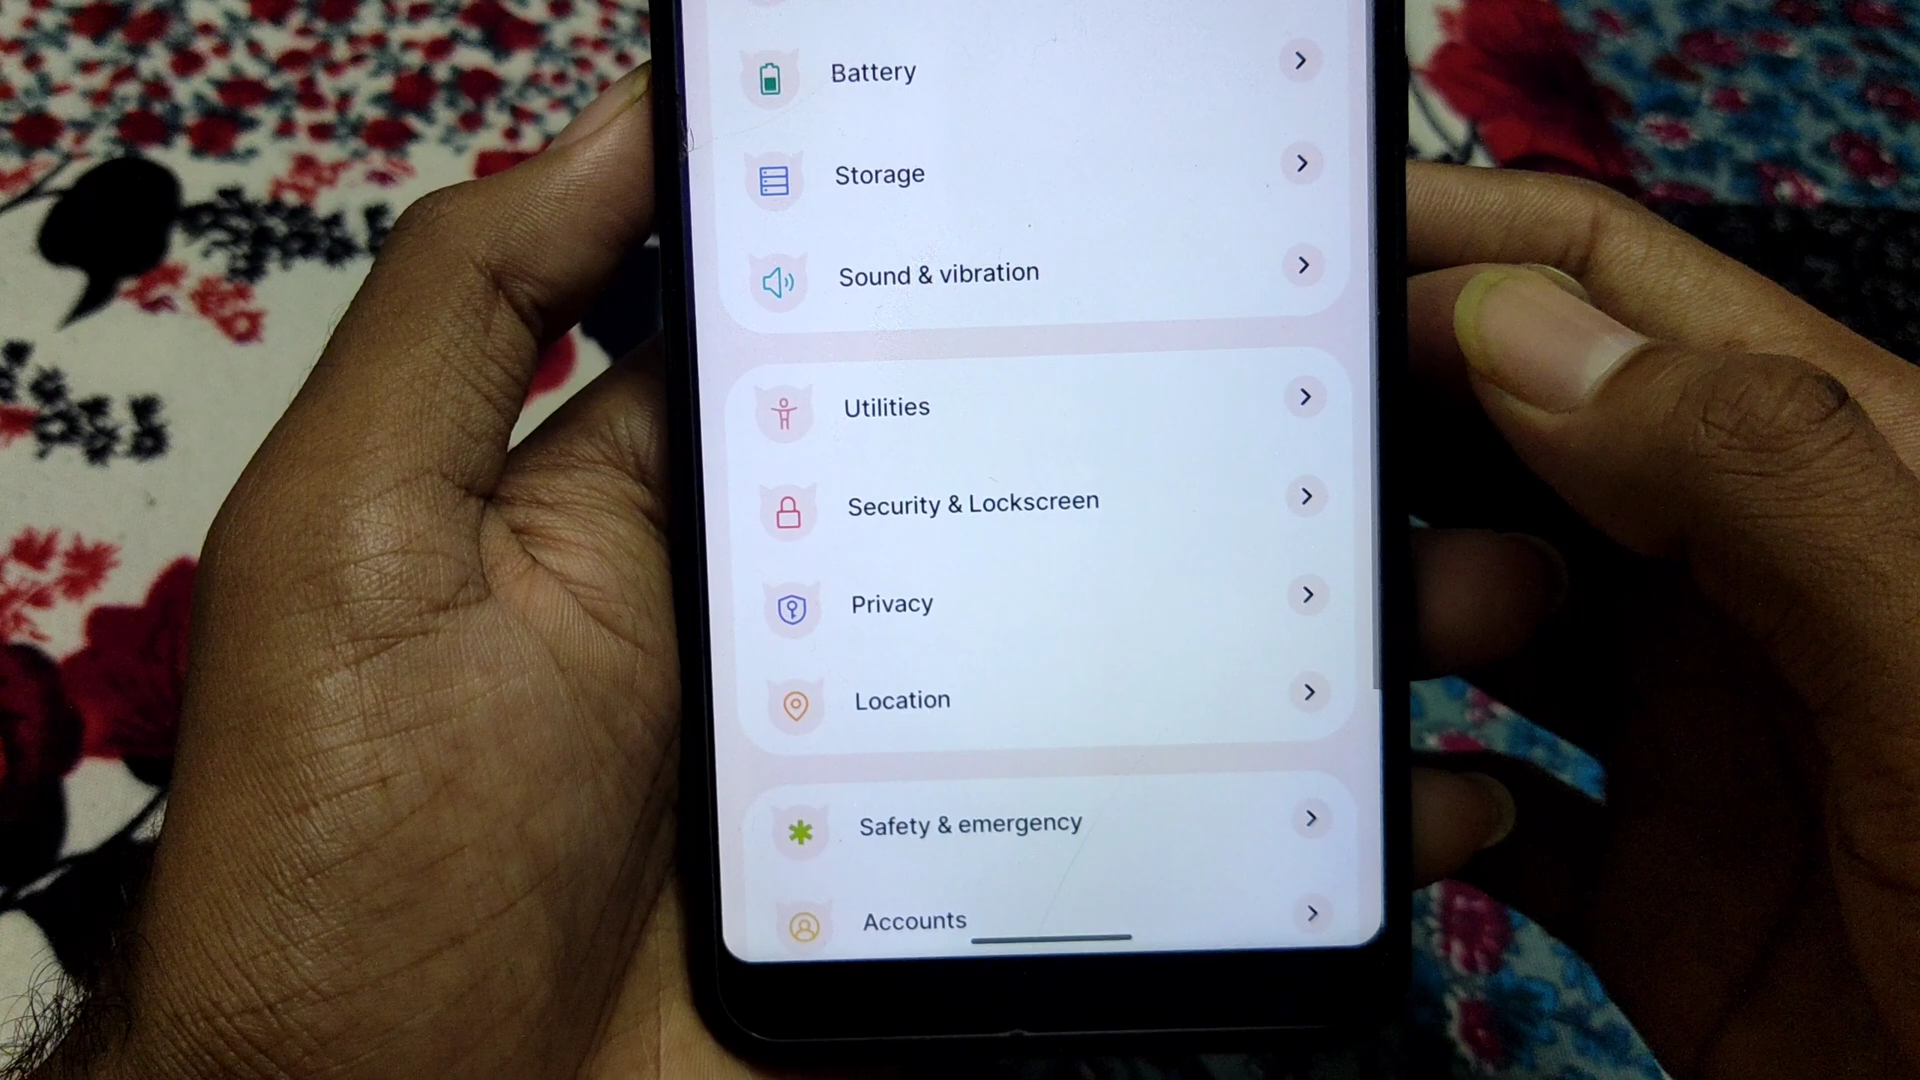 Battery
Storage
Sound & vibration
Utilities
Security & Lockscreen
Privacy
Location
Safety & emergency
Accounts